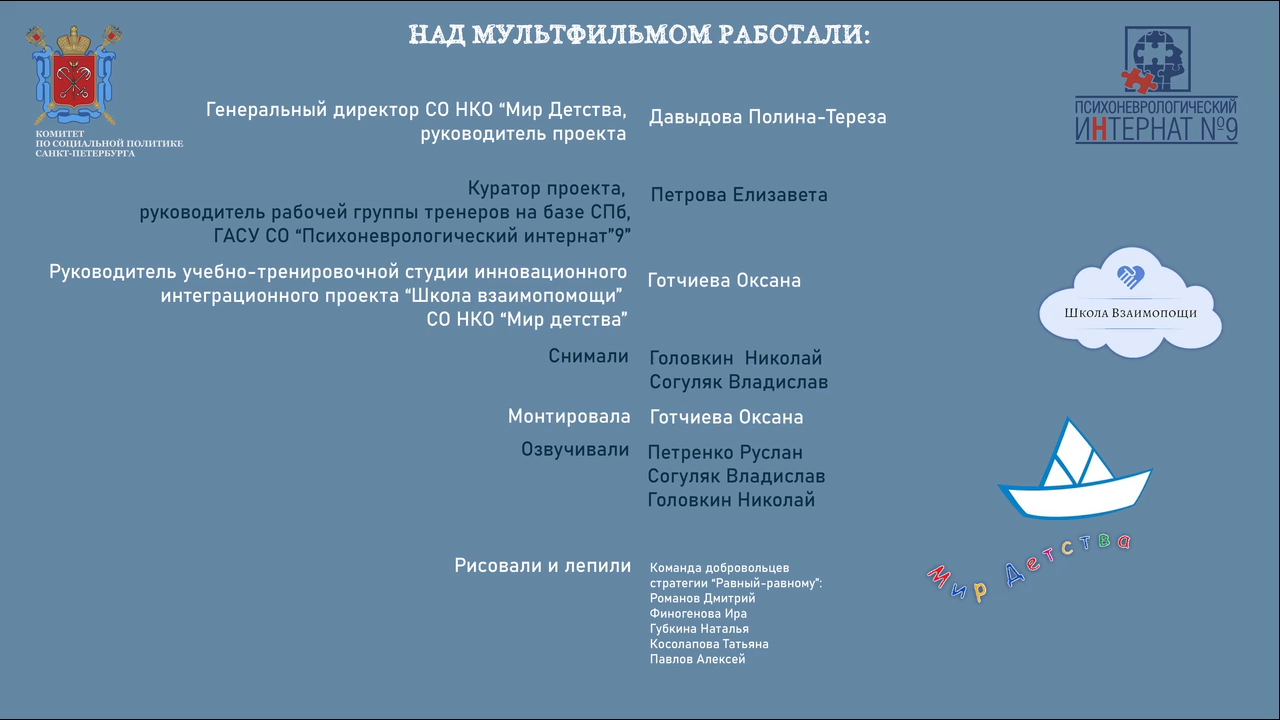 НАД МУЛЬТФИЛЬМОМ РАБОТАЛИ:
КОМИТЕТ
ПО СОЦИАЛЬНОЙ ПОЛИТИКЕ
САНКТ-ПЕТЕРБУРГА
ПСИХОНЕВРОЛОГИЧЕСКИЙ
ИНТЕРНАТ №9
Генеральный директор СО НКО “Мир Детства,
руководитель проекта
Давыдова Полина-Тереза
Куратор проекта,
руководитель рабочей группы тренеров на базе СПб,
ГАСУ СО “Психоневрологический интернат”9”
Петрова Елизавета
Руководитель учебно-тренировочной студии инновационного
интеграционного проекта “Школа взаимопомощи”
СО НКО “Мир детства”
Готчиева Оксана
Школа Взаимопощи
Снимали
Головкин Николай
Согуляк Владислав
Монтировала
Готчиева Оксана
Озвучивали
Петренко Руслан
Согуляк Владислав
Головкин Николай
Мир Детства
Рисовали и лепили
Команда добровольцев
стратегии “Равный-равному”:
Романов Дмитрий
Финогенова Ира
Губкина Наталья
Косолапова Татьяна
Павлов Алексей